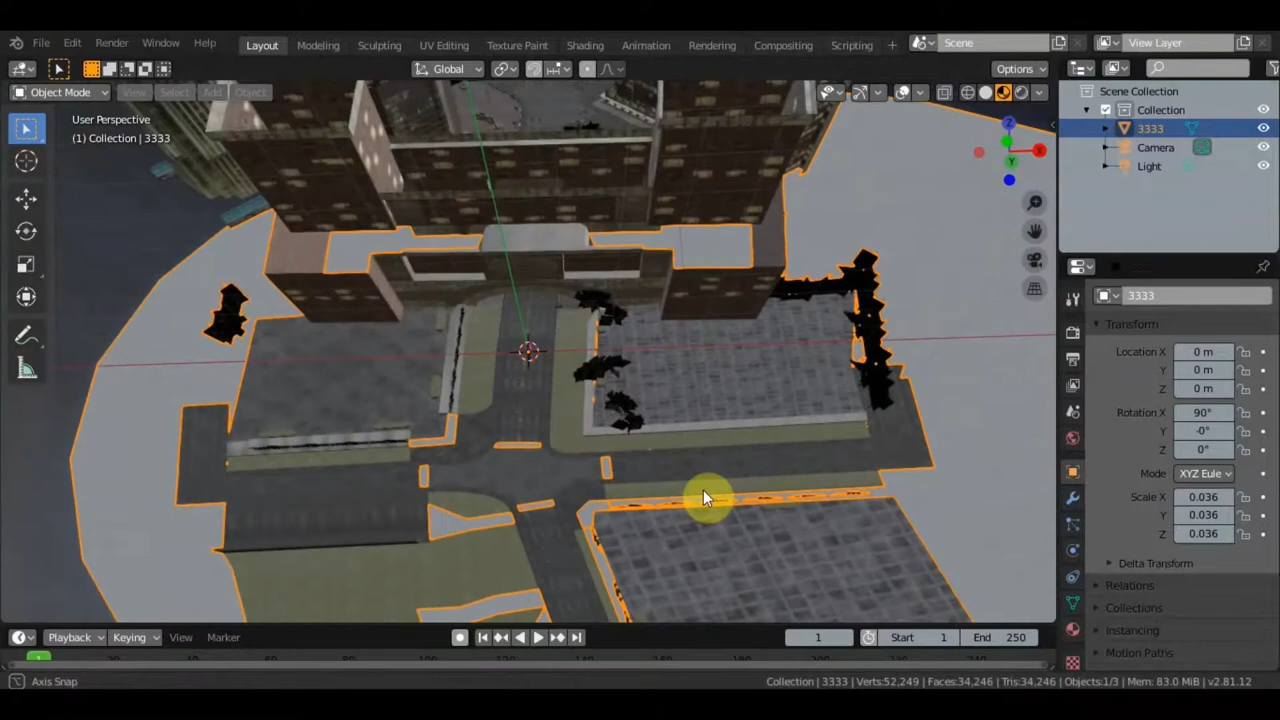 File Edit Render Window Help Layout Modeling Sculpting UV Editing Texture Paint Shading Animation Rendering Compositing Scripting + Scene View Layer
Global Options
Object Mode View Select Add Object
User Perspective
(1) Collection | 3333
Z
X
Y
Scene Collection
Collection
3333
Camera
Light
3333
Transform
Location X 0 m
Y 0 m
Z 0 m
Rotation X 90°
Y -0°
Z 0°
Mode XYZ Eule
Scale X 0.036
Y 0.036
Z 0.036
Delta Transform
Relations
Collections
Instancing
Motion Paths
Playback Keying View Marker 1 Start 1 End 250
1
Axis Snap Collection | 3333 | Verts:52,249 | Faces:34,246 | Tris:34,246 | Objects:1/3 | Mem: 83.0 MiB | v2.81.12